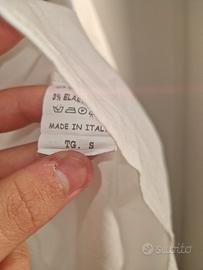 3% ELA
MADE IN ITAL
TG. S
subito